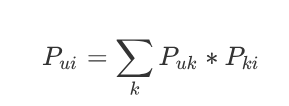 P_{ui} = \sum_{k} P_{uk} * P_{ki}